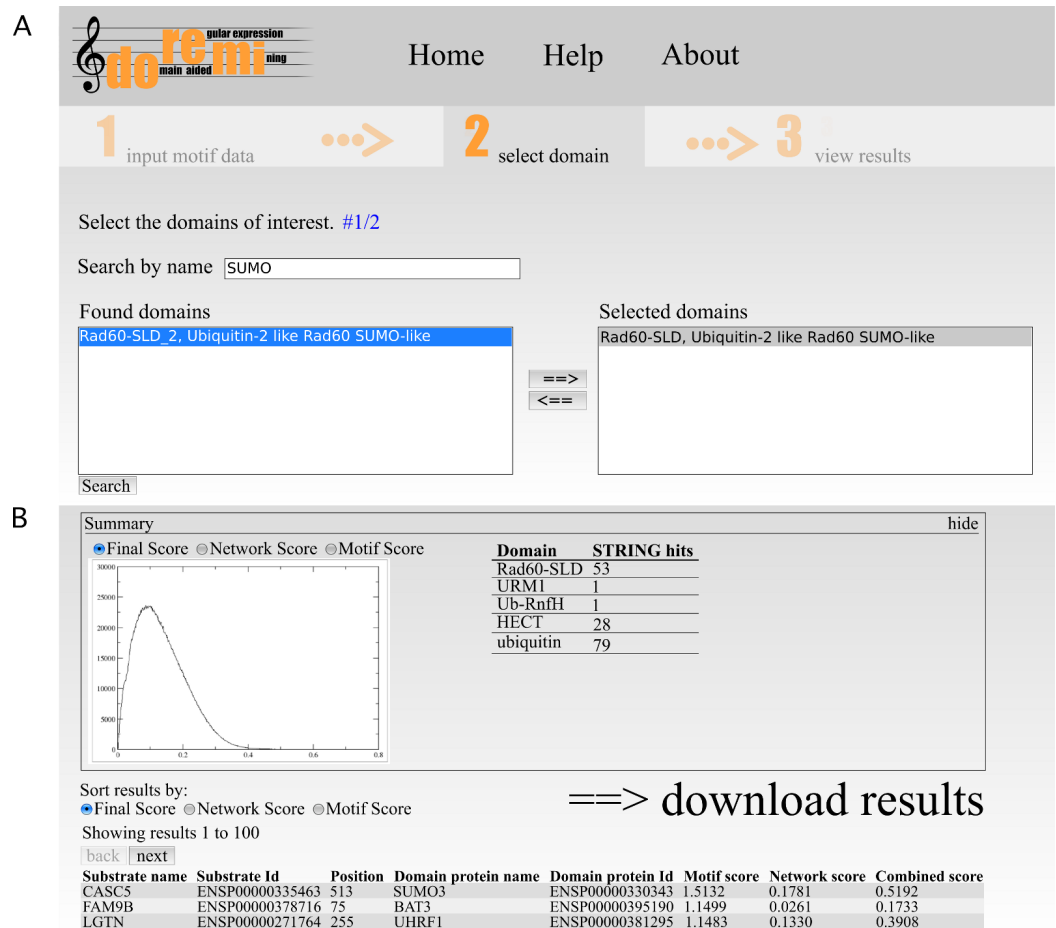 A
do re mi
gular expression
main aided
ning
Home Help About
1 input motif data
2 select domain
3 view results
Select the domains of interest. #1/2
Search by name SUMO
Found domains
Rad60-SLD_2, Ubiquitin-2 like Rad60 SUMO-like
==>
<==
Selected domains
Rad60-SLD, Ubiquitin-2 like Rad60 SUMO-like
Search
B
Summary hide
Final Score Network Score Motif Score
30000
25000
20000
15000
10000
5000
0
0 0.2 0.4 0.6 0.8
Domain STRING hits
Rad60-SLD 53
URM1 1
Ub-RnfH 1
HECT 28
ubiquitin 79
Sort results by:
Final Score Network Score Motif Score
==> download results
Showing results 1 to 100
back next
Substrate name Substrate Id Position Domain protein name Domain protein Id Motif score Network score Combined score
CASC5 ENSP00000335463 513 SUMO3 ENSP00000330343 1.5132 0.1781 0.5192
FAM9B ENSP00000378716 75 BAT3 ENSP00000395190 1.1499 0.0261 0.1733
LGTN ENSP00000271764 255 UHRF1 ENSP00000381295 1.1483 0.1330 0.3908